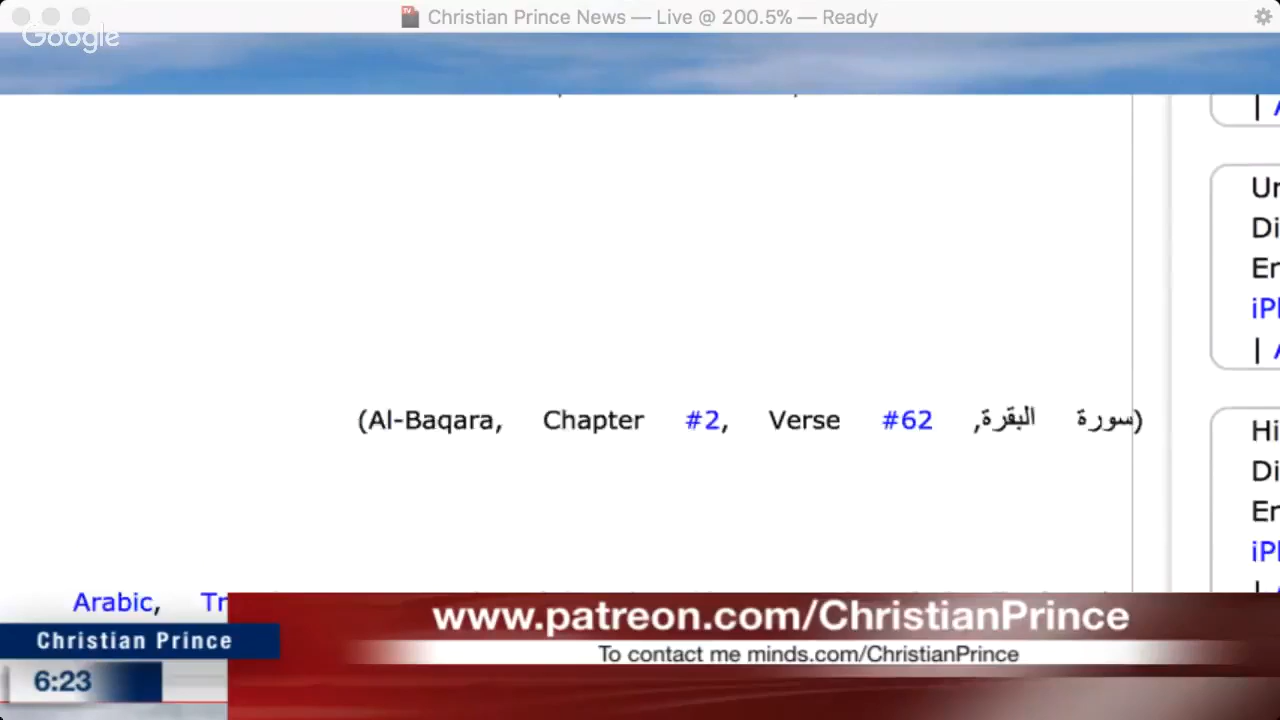 Christian Prince News — Live @ 200.5% — Ready
Google
(Al-Baqara, Chapter #2, Verse #62 ,سورة البقرة)
Arabic,
Christian Prince
6:23
www.patreon.com/ChristianPrince
To contact me minds.com/ChristianPrince